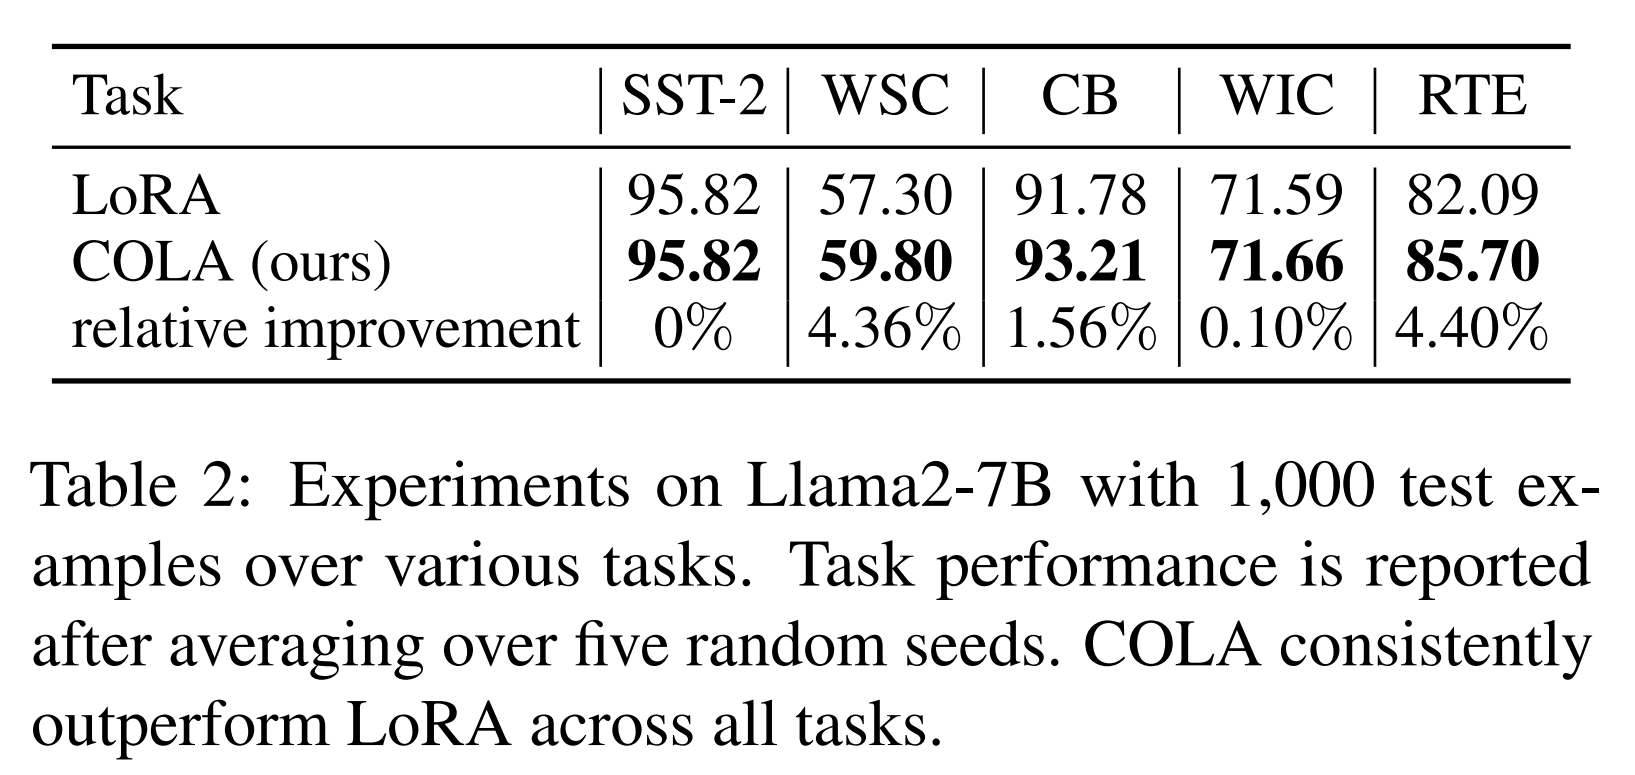 Task SST-2 WSC CB WIC RTE
LoRA 95.82 57.30 91.78 71.59 82.09
COLA (ours) 95.82 59.80 93.21 71.66 85.70
relative improvement 0% 4.36% 1.56% 0.10% 4.40%
Table 2: Experiments on Llama2-7B with 1,000 test ex-
amples over various tasks. Task performance is reported
after averaging over five random seeds. COLA consistently
outperform LoRA across all tasks.